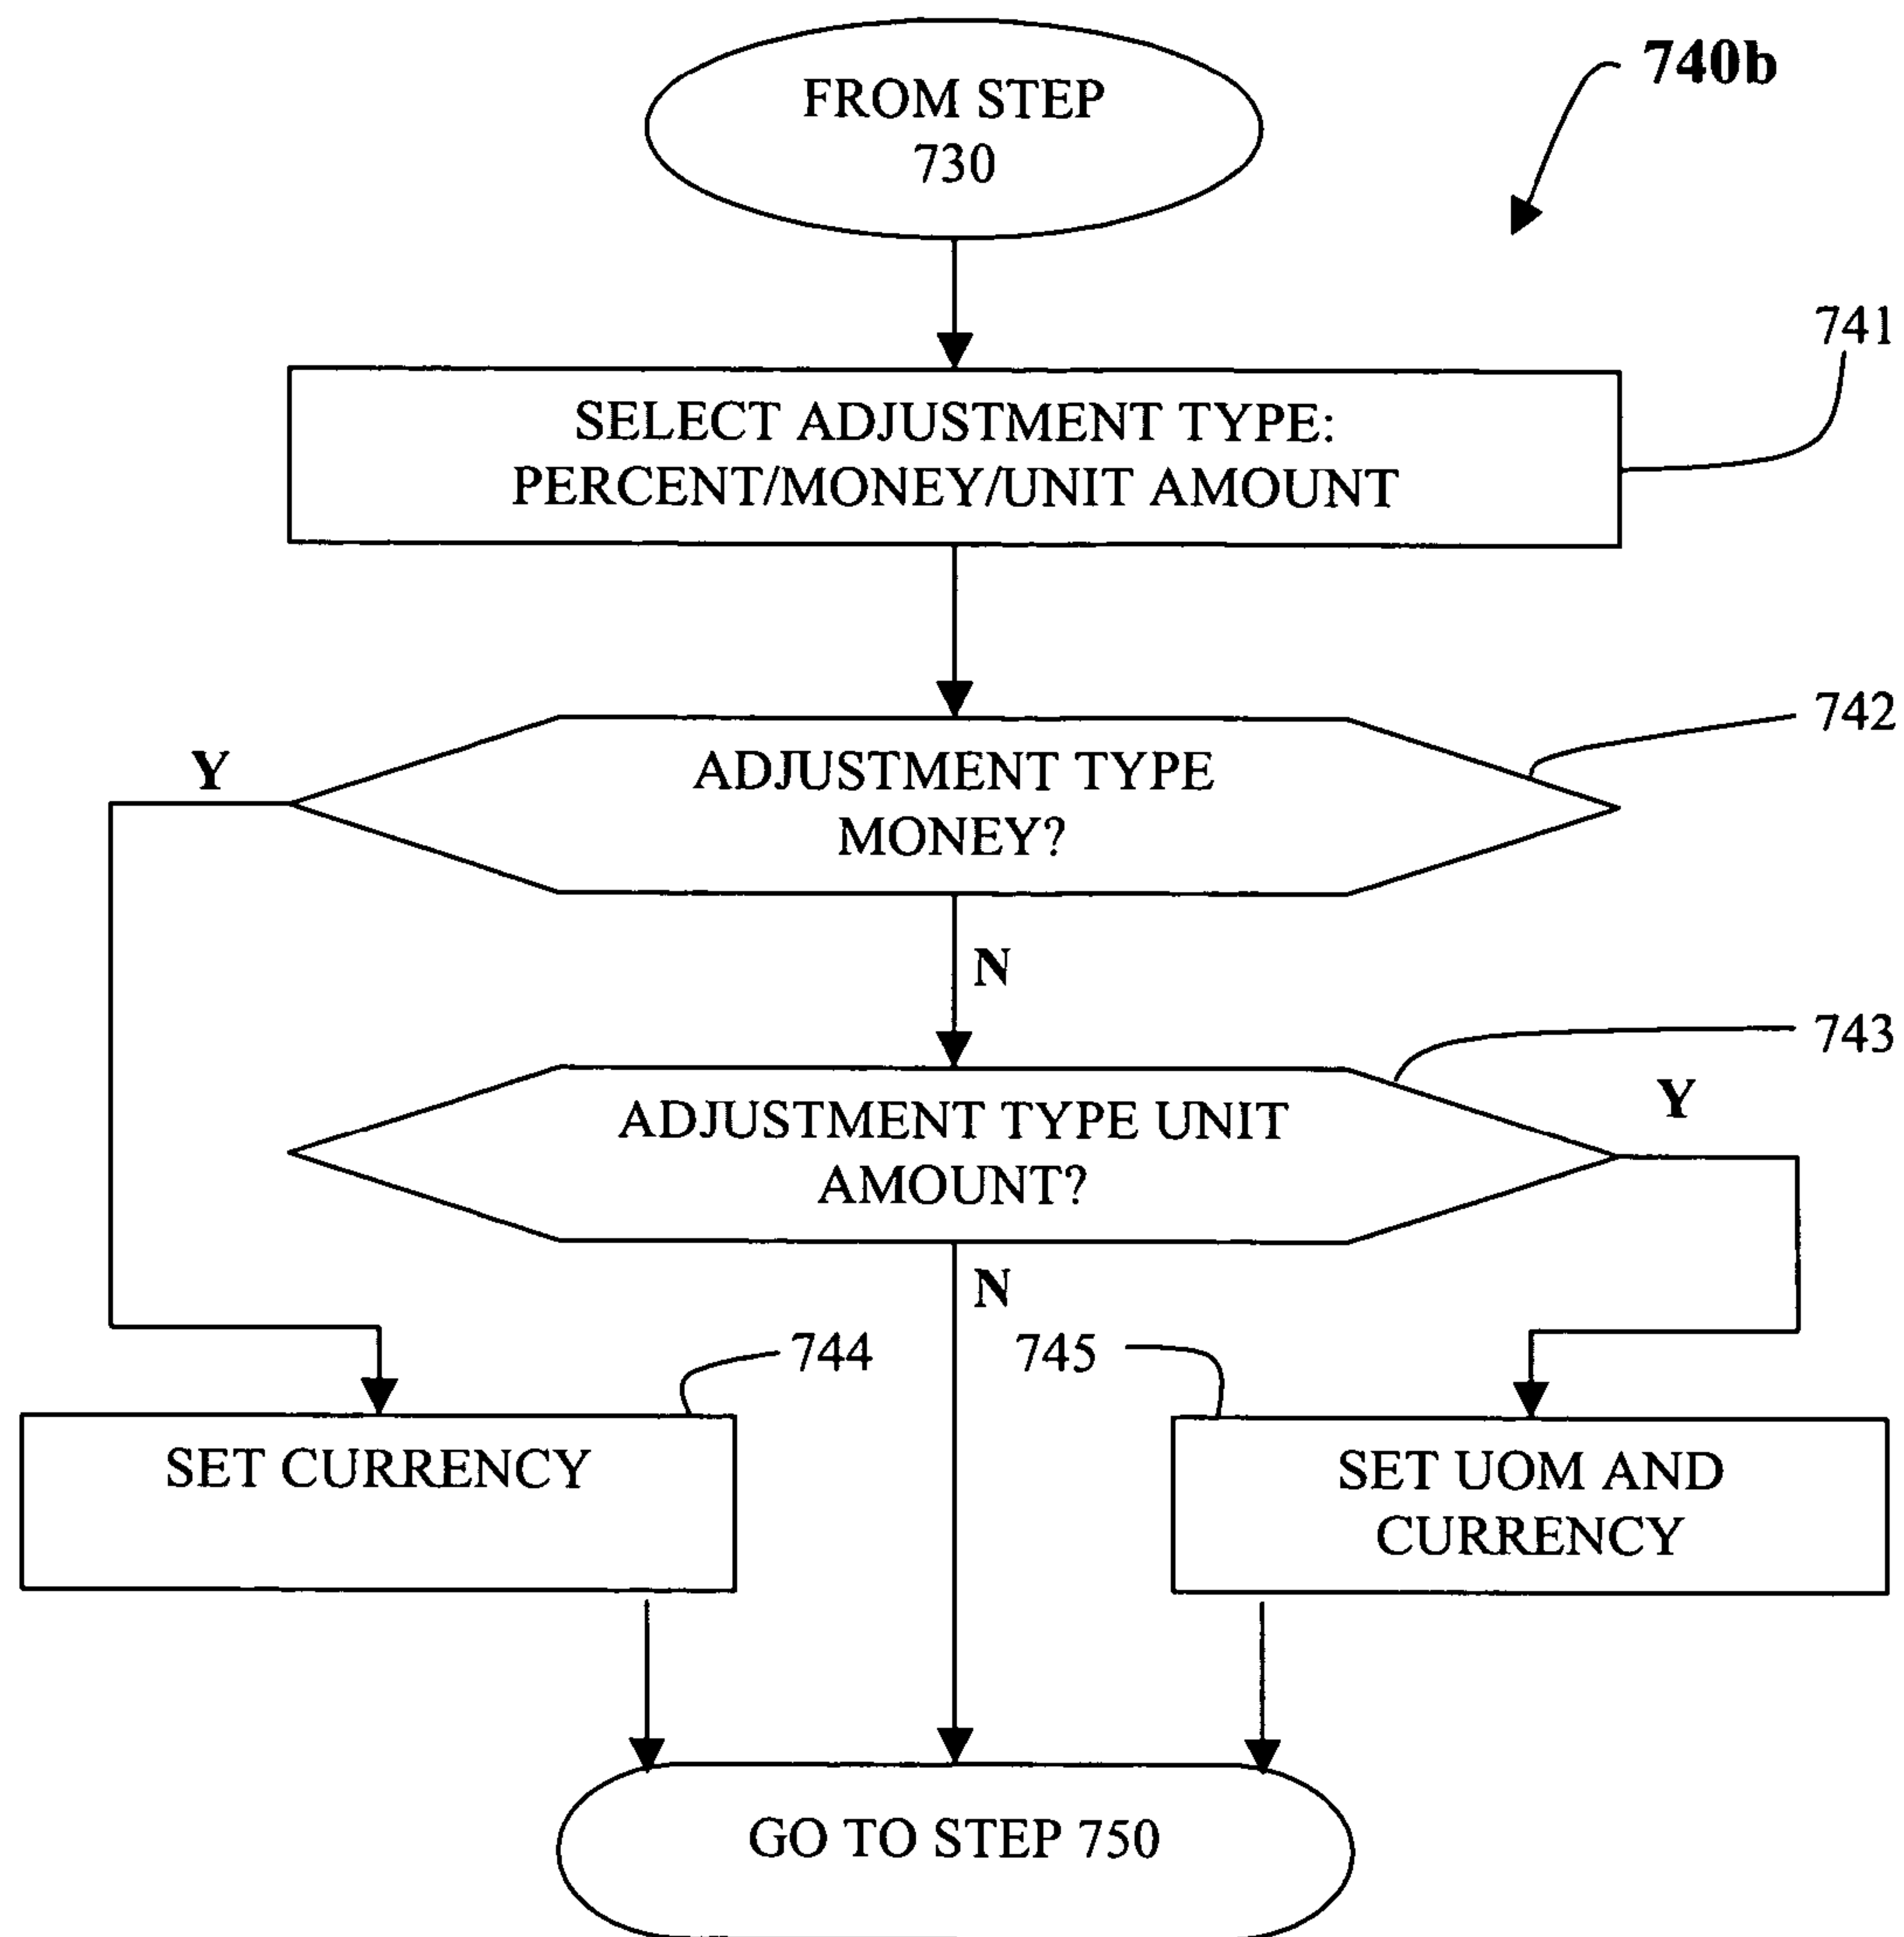 FROM STEP
730
740b
741
SELECT ADJUSTMENT TYPE:
PERCENT/MONEY/UNIT AMOUNT
742
Y
ADJUSTMENT TYPE
MONEY?
N
743
Y
ADJUSTMENT TYPE UNIT
AMOUNT?
N
744
745
SET CURRENCY
SET UOM AND
CURRENCY
GO TO STEP 750